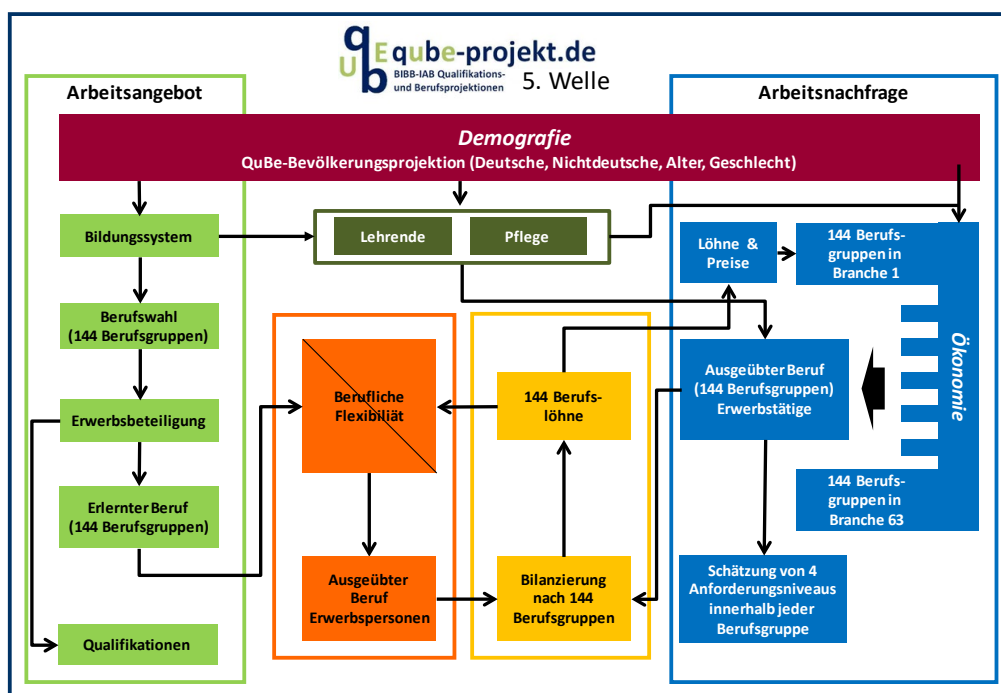 qu
Ub
E qube-projekt.de
BIBB-IAB Qualifikations-
und Berufsprojektionen
5. Welle
Arbeitsangebot
Arbeitsnachfrage
Demografie
QuBe-Bevölkerungsprojektion (Deutsche, Nichtdeutsche, Alter, Geschlecht)
Bildungssystem
Lehrende
Pflege
Löhne &
Preise
144 Berufs-
gruppen in
Branche 1
Berufswahl
(144 Berufsgruppen)
Berufliche
Flexibiliät
144 Berufs-
löhne
Ausgeübter Beruf
(144 Berufsgruppen)
Erwerbstätige
Ökonomie
Erwerbsbeteiligung
Erlernter Beruf
(144 Berufsgruppen)
144 Berufs-
gruppen in
Branche 63
Ausgeübter
Beruf
Erwerbspersonen
Bilanzierung
nach 144
Berufsgruppen
Schätzung von 4
Anforderungsniveaus
innerhalb jeder
Berufsgruppe
Qualifikationen